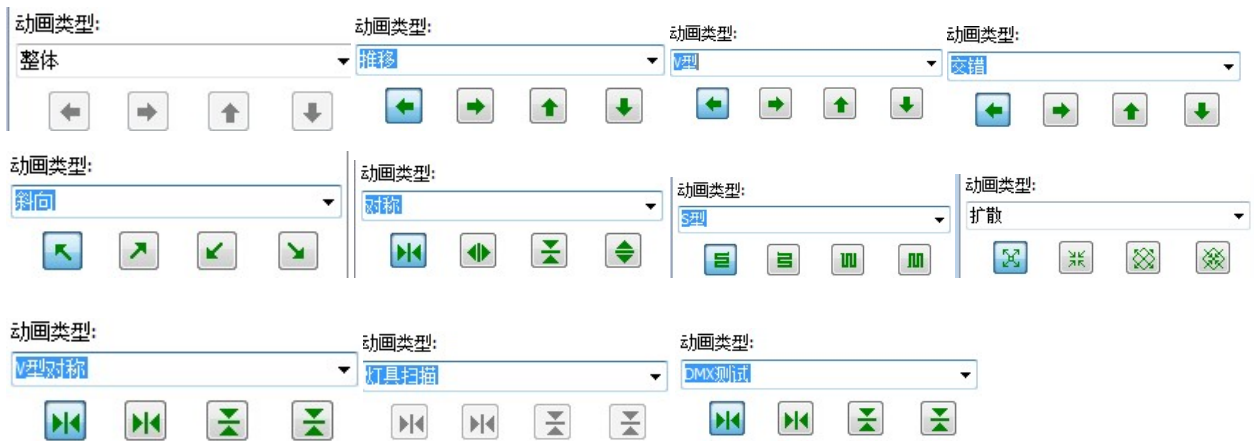 动画类型:
整体
动画类型:
推移
动画类型:
V型
动画类型:
交错
动画类型:
斜向
动画类型:
对称
动画类型:
S型
动画类型:
扩散
动画类型:
V型对称
动画类型:
灯具扫描
动画类型:
DMX测试